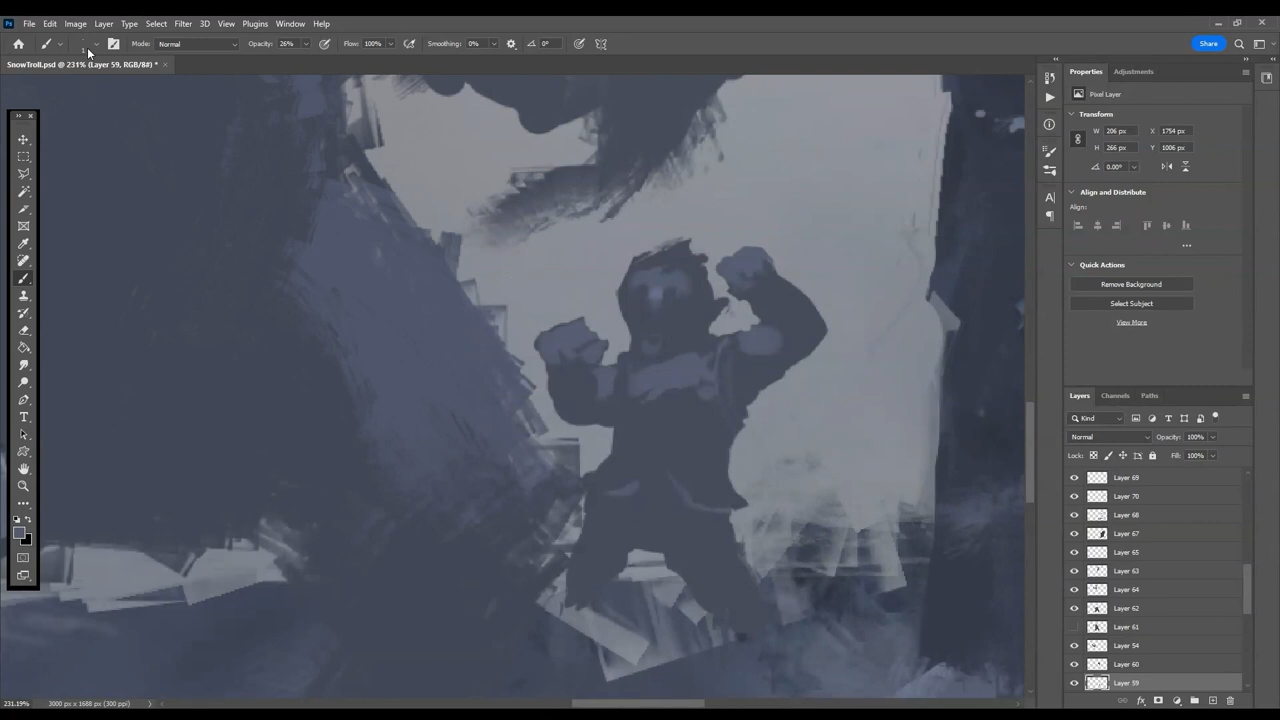 Ps File Edit Image Layer Type Select Filter 3D View Plugins Window Help
1 Mode: Normal Opacity: 26% Flow: 100% Smoothing: 0% 0° Share
SnowTroll.psd @ 231% (Layer 59, RGB/8#) * ×
Properties Adjustments
Pixel Layer
Transform
W 206 px X 1754 px
H 266 px Y 1006 px
0.00°
Align and Distribute
Align:
Quick Actions
Remove Background
Select Subject
View More
Layers Channels Paths
Kind
Normal Opacity: 100%
Lock: Fill: 100%
Layer 69
Layer 70
Layer 68
Layer 67
Layer 65
Layer 63
Layer 64
Layer 62
Layer 61
Layer 54
Layer 60
Layer 59
231.19% 3000 px x 1688 px (300 ppi)